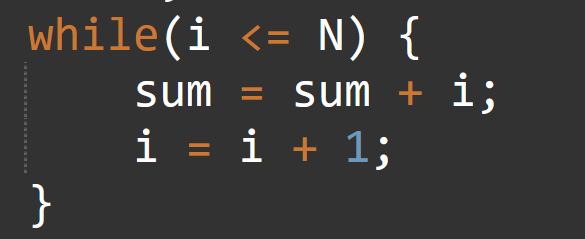 while(i <= N) {
    sum = sum + i;
    i = i + 1;
}